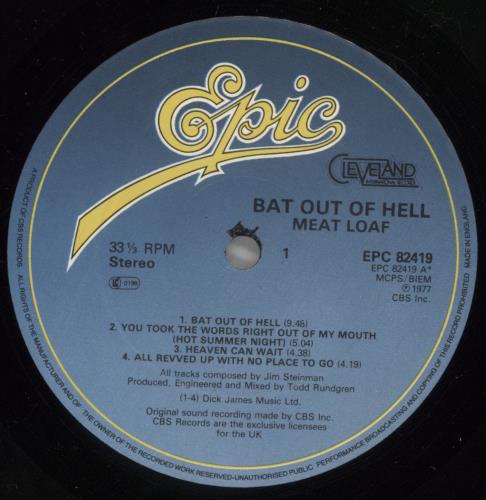 Epic
CLEVELAND
INTERNATIONAL RECORDS
BAT OUT OF HELL
MEAT LOAF
33⅓ RPM
Stereo
1
EPC 82419
EPC 82419 A*
MCPS/BIEM
℗ 1977
CBS Inc.
LC 0199
1. BAT OUT OF HELL (9.48)
2. YOU TOOK THE WORDS RIGHT OUT OF MY MOUTH
(HOT SUMMER NIGHT) (5.04)
3. HEAVEN CAN WAIT (4.38)
4. ALL REVVED UP WITH NO PLACE TO GO (4.19)
All tracks composed by Jim Steinman
Produced, Engineered and Mixed by Todd Rundgren
(1-4) Dick James Music Ltd.
Original sound recording made by CBS Inc.
CBS Records are the exclusive licensees
for the UK
A PRODUCT OF CBS RECORDS ALL RIGHTS OF THE MANUFACTURER AND OF THE OWNER OF THE RECORDED WORK RESERVED-UNAUTHORISED PUBLIC PERFORMANCE BROADCASTING AND COPYING OF THIS RECORD PROHIBITED MADE IN ENGLAND